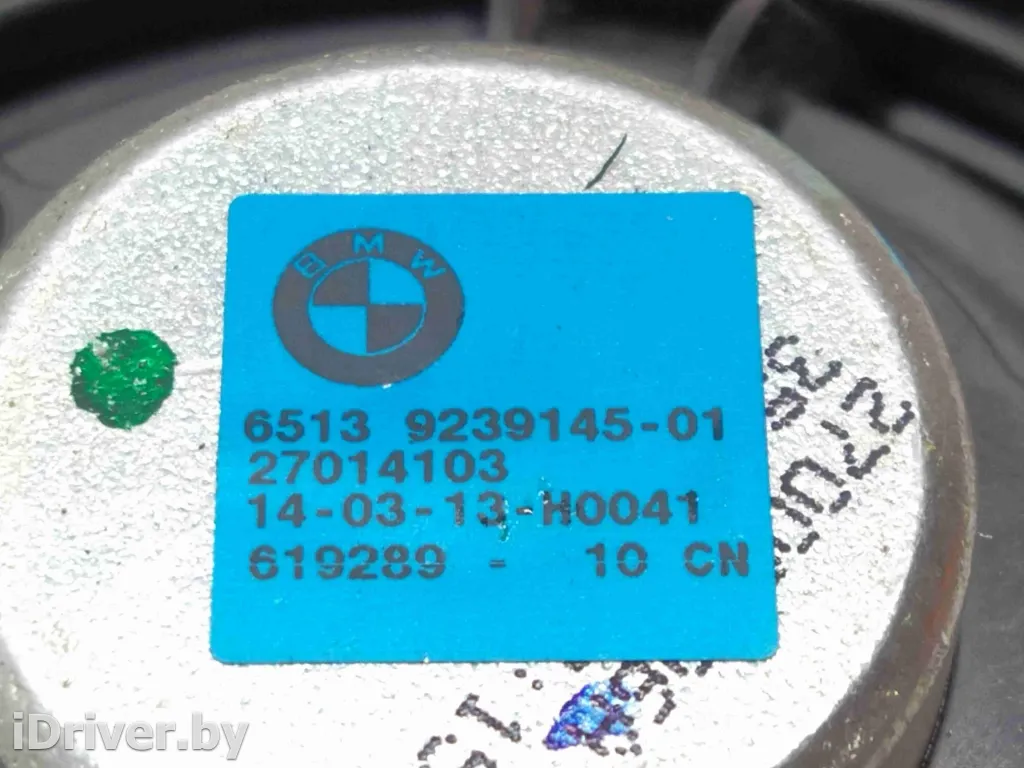 BMW
6513 9239145-01
27014103
14-03-13-H0041
619289 - 10 CN
iDriver.by